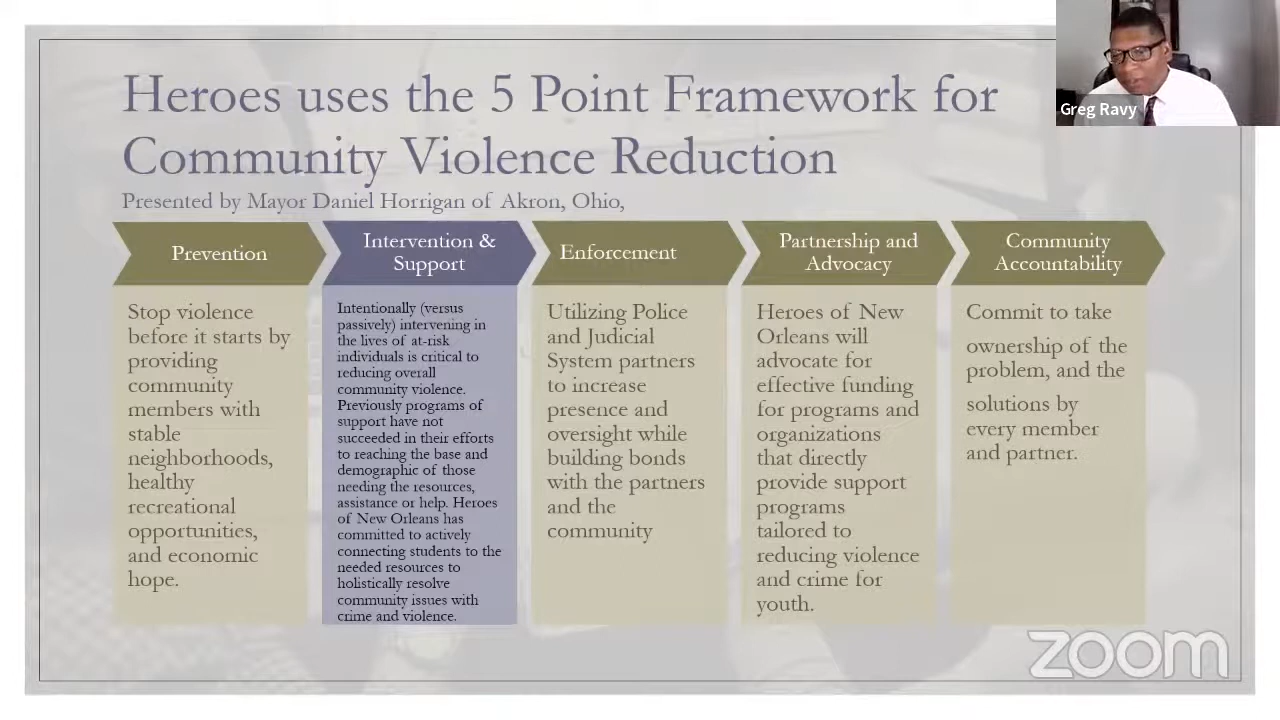 Heroes uses the 5 Point Framework for
Community Violence Reduction
Presented by Mayor Daniel Horrigan of Akron, Ohio,
Greg Ravy
Prevention
Stop violence
before it starts by
providing
community
members with
stable
neighborhoods,
healthy
recreational
opportunities,
and economic
hope.
Intervention &
Support
Intentionally (versus
passively) intervening in
the lives of at-risk
individuals is critical to
reducing overall
community violence.
Previously programs of
support have not
succeeded in their efforts
to reaching the base and
demographic of those
needing the resources,
assistance or help. Heroes
of New Orleans has
committed to actively
connecting students to the
needed resources to
holistically resolve
community issues with
crime and violence.
Enforcement
Utilizing Police
and Judicial
System partners
to increase
presence and
oversight while
building bonds
with the partners
and the
community
Partnership and
Advocacy
Heroes of New
Orleans will
advocate for
effective funding
for programs and
organizations
that directly
provide support
programs
tailored to
reducing violence
and crime for
youth.
Community
Accountability
Commit to take
ownership of the
problem, and the
solutions by
every member
and partner.
zoom